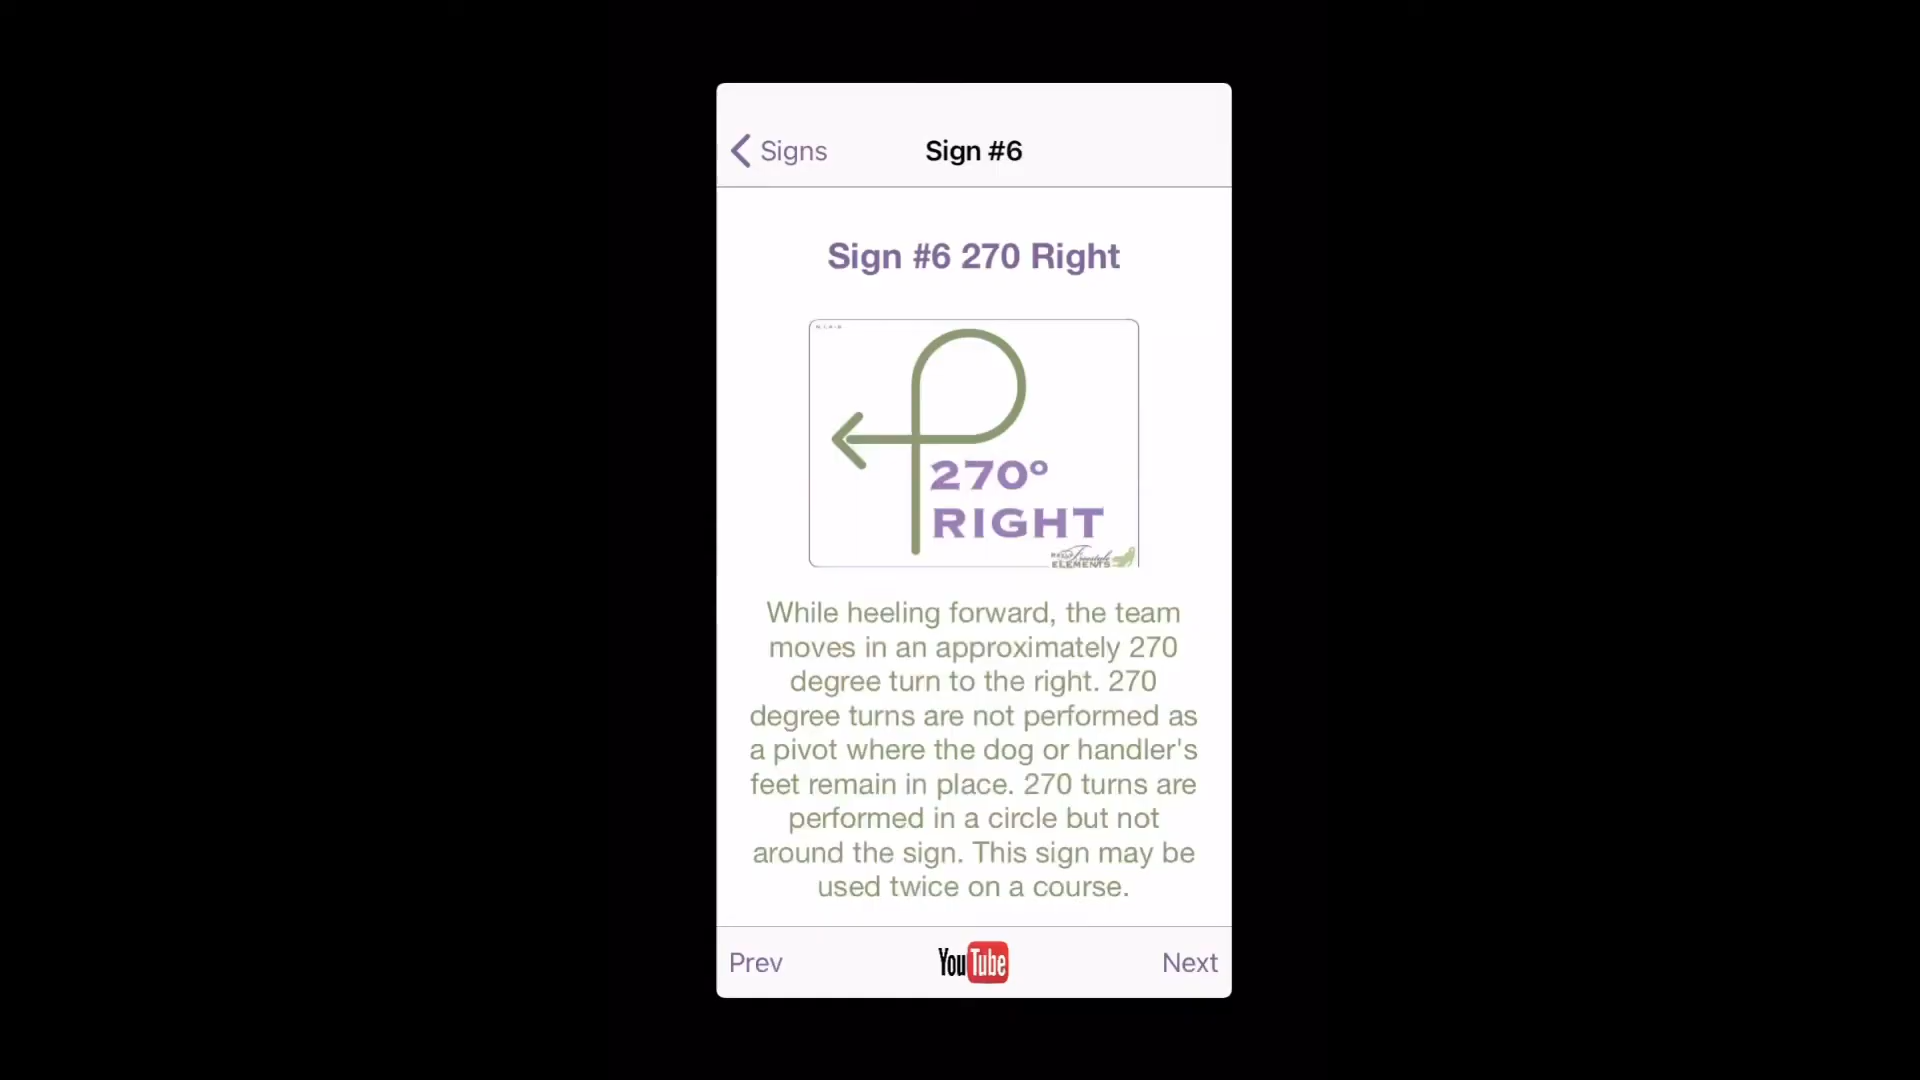 Signs
Sign #6
Sign #6 270 Right
270º
RIGHT
Freestyle
ELEMENTS
While heeling forward, the team
moves in an approximately 270
degree turn to the right. 270
degree turns are not performed as
a pivot where the dog or handler's
feet remain in place. 270 turns are
performed in a circle but not
around the sign. This sign may be
used twice on a course.
Prev
YouTube
Next